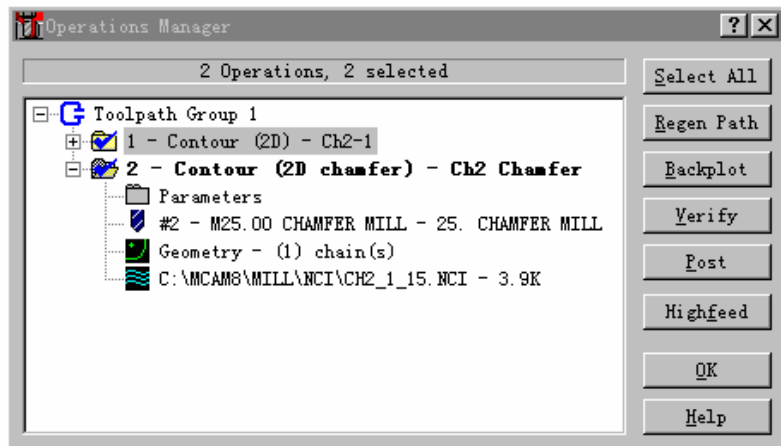 Operations Manager
2 Operations, 2 selected
Select All
Toolpath Group 1
1 - Contour (2D) - Ch2-1
Regen Path
2 - Contour (2D chamfer) - Ch2 Chamfer
Backplot
Parameters
#2 - M25.00 CHAMFER MILL - 25. CHAMFER MILL
Verify
Geometry - (1) chain(s)
Post
C:\MCAM8\MILL\NCI\CH2_1_15.NCI - 3.9K
Highfeed
OK
Help